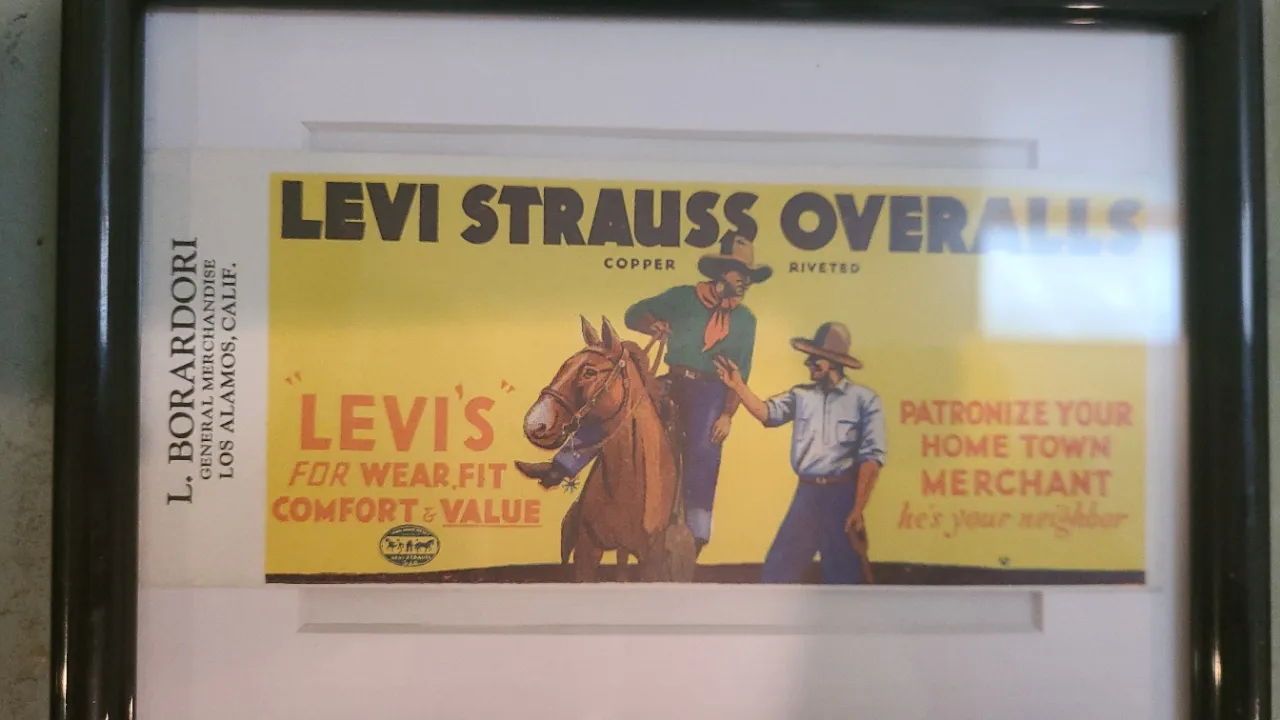 LEVI STRAUSS OVERALLS
COPPER RIVETED
"LEVI'S"
FOR WEAR, FIT
COMFORT & VALUE
PATRONIZE YOUR
HOME TOWN
MERCHANT
he's your neighbor
L. BORARDORI
GENERAL MERCHANDISE
LOS ALAMOS, CALIF.